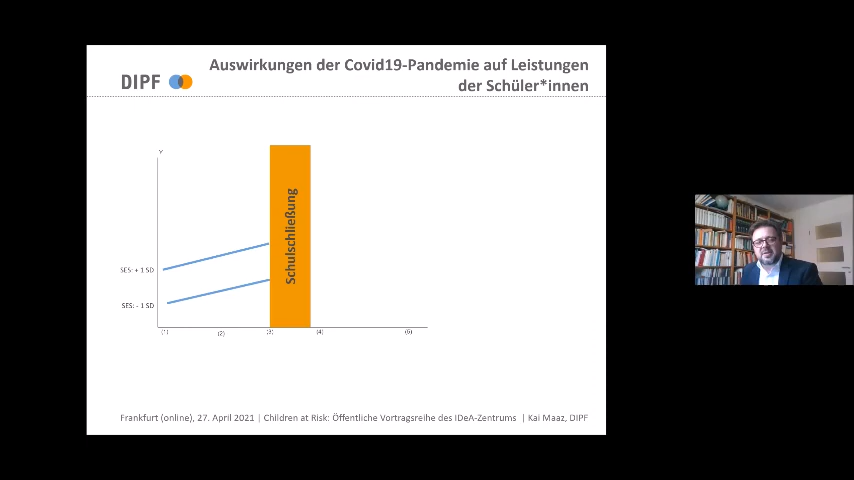 Auswirkungen der Covid19-Pandemie auf Leistungen
der Schüler*innen
DIPF
Y
Schulschließung
SES: + 1 SD
SES: - 1 SD
(1)
(2)
(3)
(4)
(5)
Frankfurt (online), 27. April 2021 | Children at Risk: Öffentliche Vortragsreihe des IDeA-Zentrums | Kai Maaz, DIPF